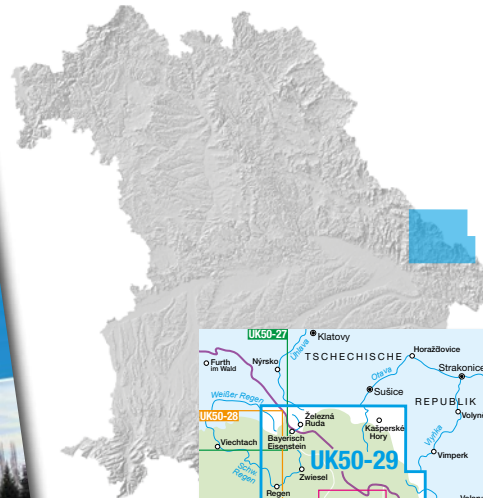 UK50-27
Klatovy
Úhlava
TSCHECHISCHE
Horažďovice
Furth
im Wald
Nýrsko
Otava
Strakonice
Sušice
Weißer Regen
REPUBLIK
UK50-28
Železná
Ruda
Kašperské
Hory
Volyně
Viechtach
Bayerisch
Eisenstein
Volyňka
UK50-29
Vimperk
Schw.
Regen
Zwiesel
Regen